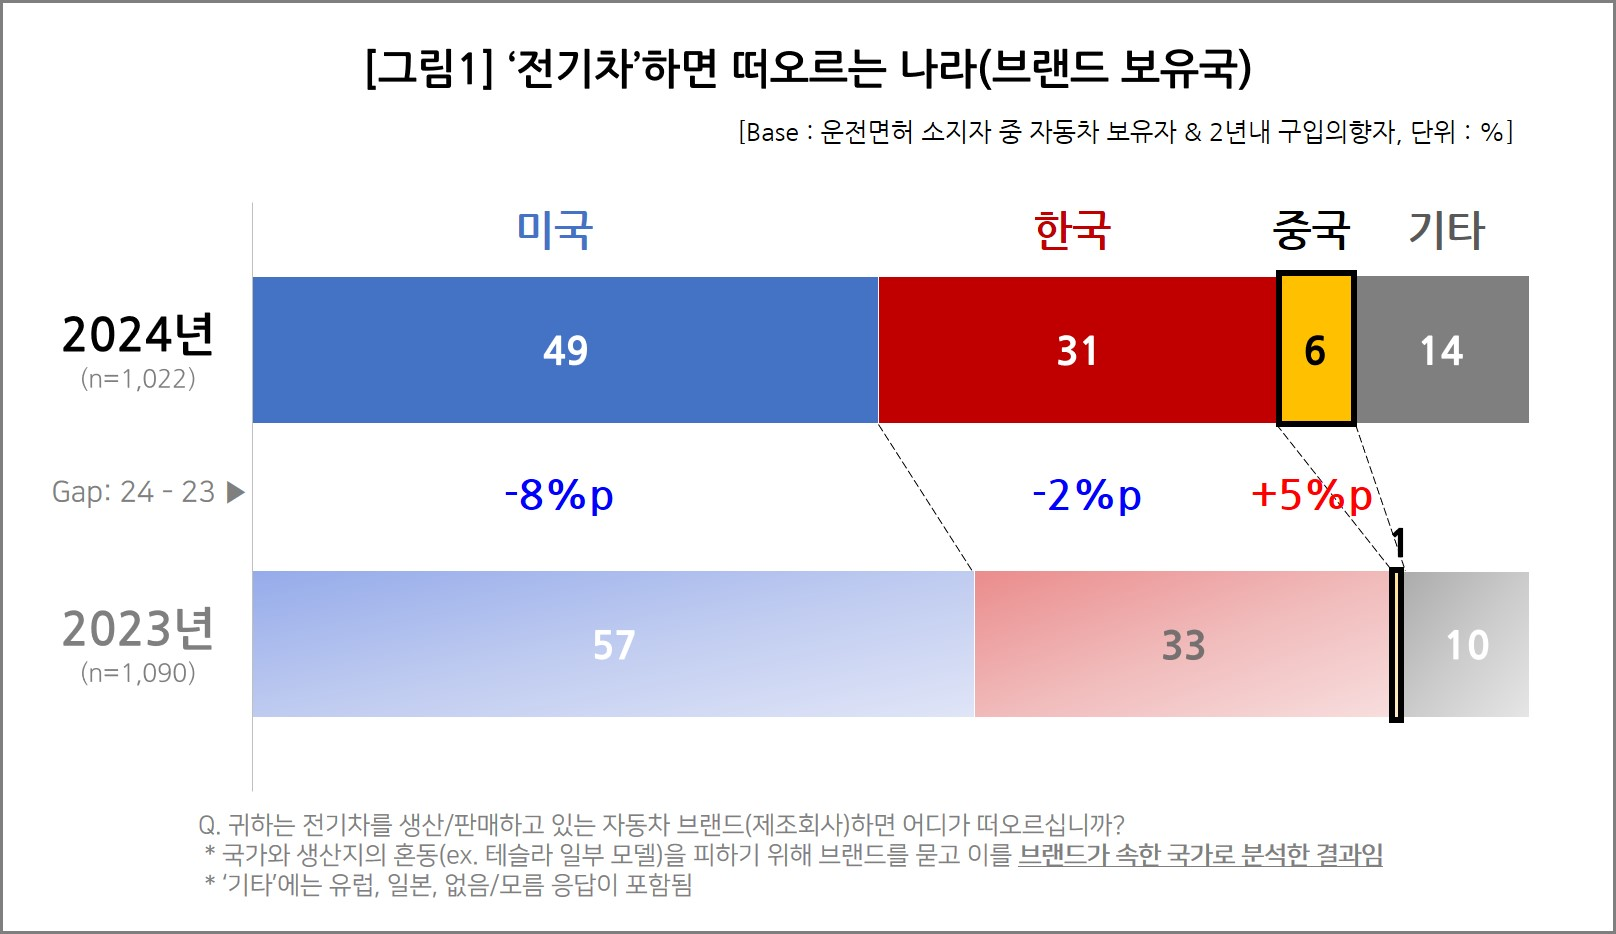 [그림1] ‘전기차’하면 떠오르는 나라(브랜드 보유국)
[Base : 운전면허 소지자 중 자동차 보유자 & 2년내 구입의향자, 단위 : %]
미국 한국 중국 기타
2024년
(n=1,022)
49 31 6 14
Gap: 24 - 23 ▶ -8%p -2%p +5%p
1
2023년
(n=1,090)
57 33 10
Q. 귀하는 전기차를 생산/판매하고 있는 자동차 브랜드(제조회사)하면 어디가 떠오르십니까?
* 국가와 생산지의 혼동(ex. 테슬라 일부 모델)을 피하기 위해 브랜드를 묻고 이를 브랜드가 속한 국가로 분석한 결과임
* ‘기타’에는 유럽, 일본, 없음/모름 응답이 포함됨